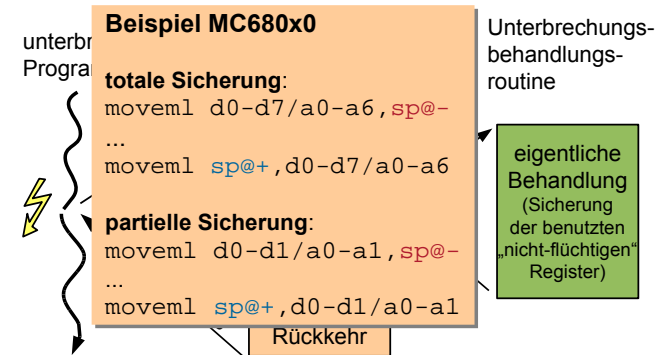 unterbr
Progra
Beispiel MC680x0
totale Sicherung:
moveml d0-d7/a0-a6,sp@-
...
moveml sp@+,d0-d7/a0-a6
partielle Sicherung:
moveml d0-d1/a0-a1,sp@-
...
moveml sp@+,d0-d1/a0-a1
Rückkehr
Unterbrechungs-
behandlungs-
routine
eigentliche
Behandlung
(Sicherung
der benutzten
„nicht-flüchtigen“
Register)